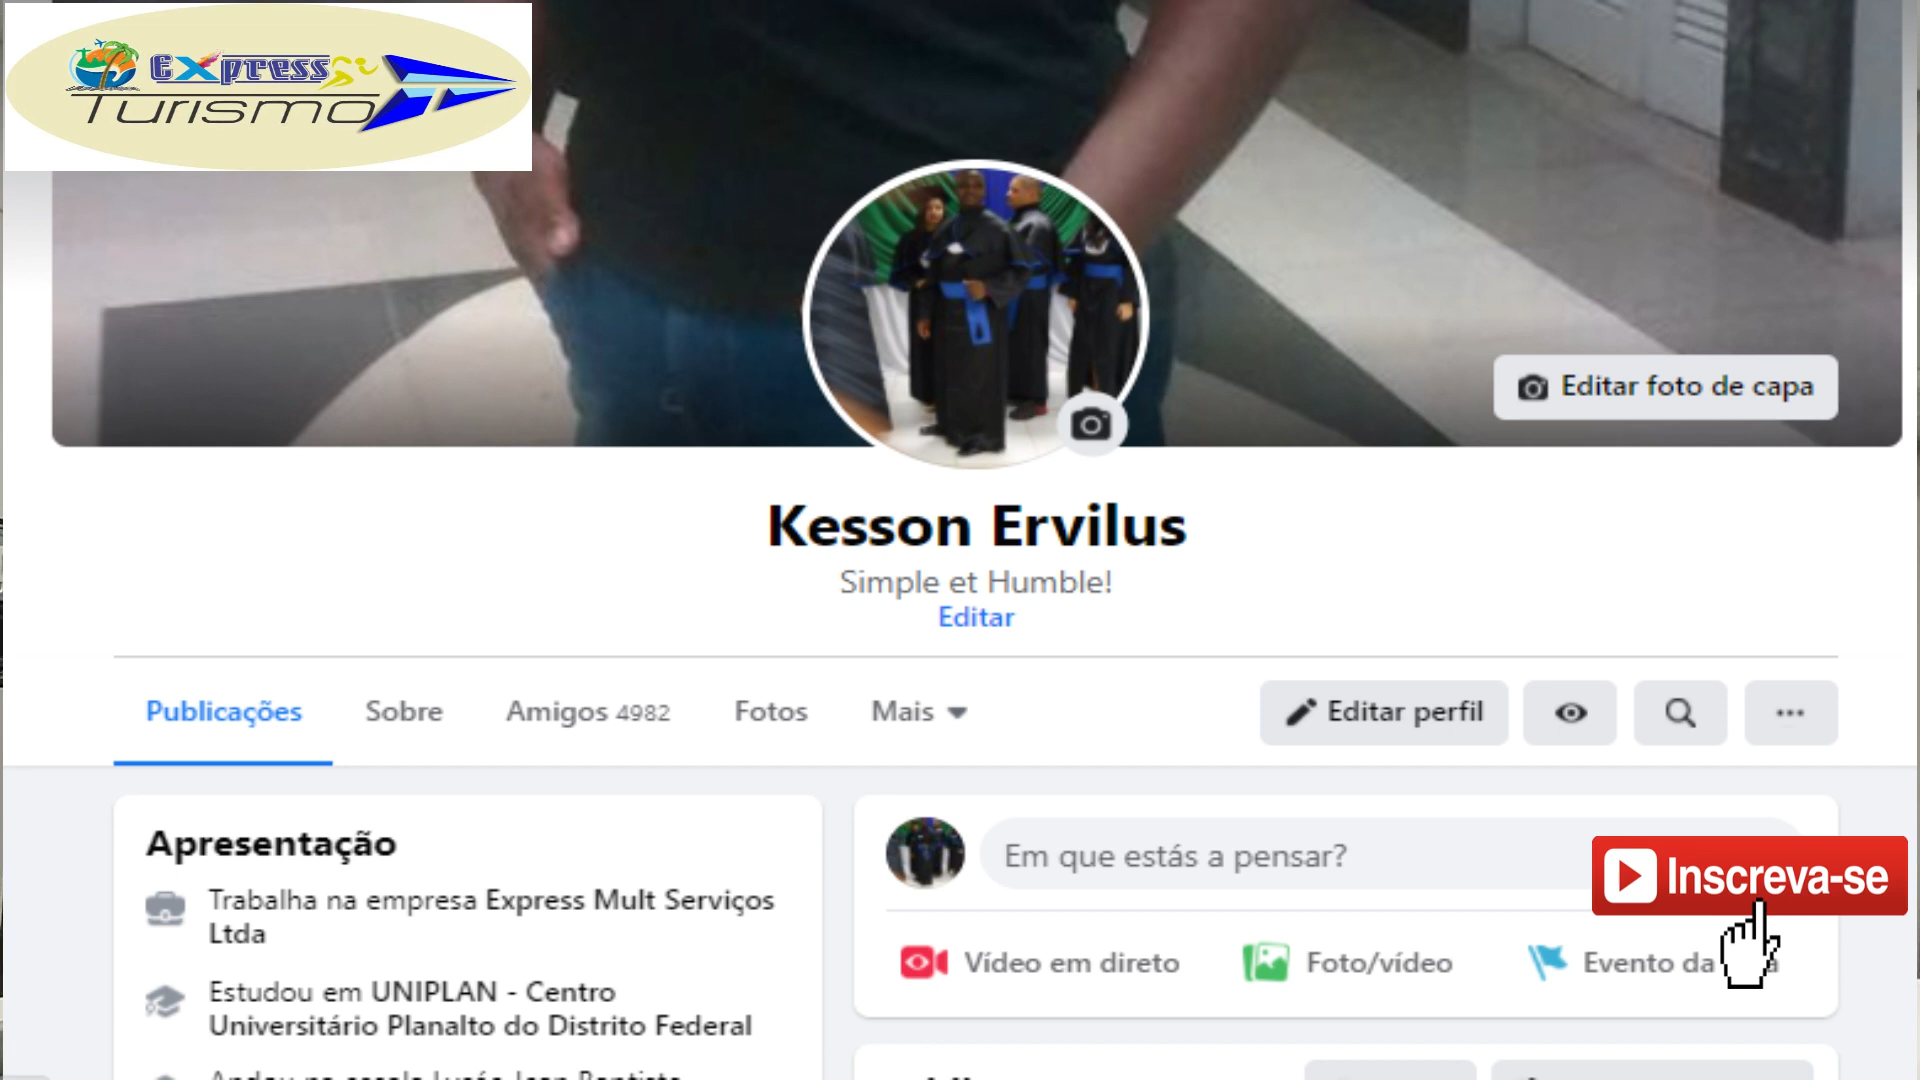 Express
Turismo
Editar foto de capa
Kesson Ervilus
Simple et Humble!
Editar
Publicações
Sobre
Amigos 4982
Fotos
Mais
Editar perfil
Apresentação
Trabalha na empresa Express Mult Serviços
Ltda
Estudou em UNIPLAN - Centro
Universitário Planalto do Distrito Federal
Em que estás a pensar?
Inscreva-se
Vídeo em direto
Foto/vídeo
Evento da